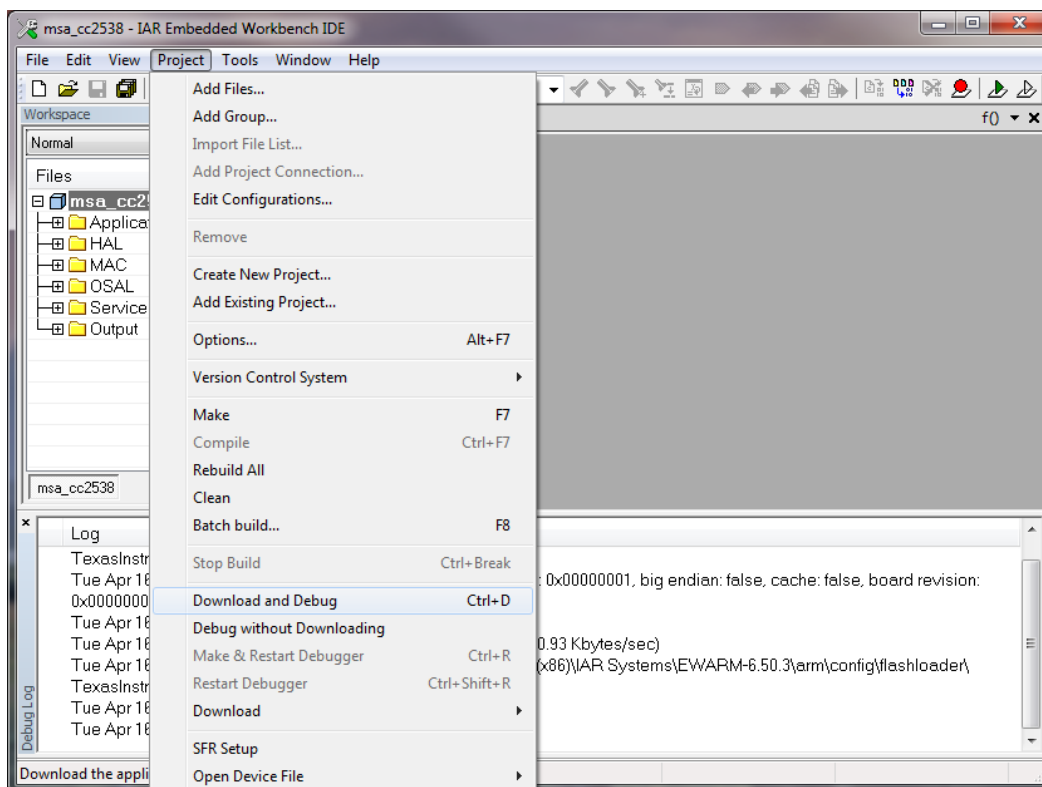 msa_cc2538 - IAR Embedded Workbench IDE
File Edit View Project Tools Window Help
Workspace
f()
Normal
Files
msa_cc2
Applica
HAL
MAC
OSAL
Service
Output
msa_cc2538
Add Files...
Add Group...
Import File List...
Add Project Connection...
Edit Configurations...
Remove
Create New Project...
Add Existing Project...
Options... Alt+F7
Version Control System
Make F7
Compile Ctrl+F7
Rebuild All
Clean
Batch build... F8
Stop Build Ctrl+Break
Download and Debug Ctrl+D
Debug without Downloading
Make & Restart Debugger Ctrl+R
Restart Debugger Ctrl+Shift+R
Download
SFR Setup
Open Device File
Log
TexasInstr
Tue Apr 16 : 0x00000001, big endian: false, cache: false, board revision:
0x0000000
Tue Apr 16
Tue Apr 16 0.93 Kbytes/sec)
Tue Apr 16 (x86)\IAR Systems\EWARM-6.50.3\arm\config\flashloader\
TexasInstr
Tue Apr 16
Tue Apr 16
Debug Log
Download the appli